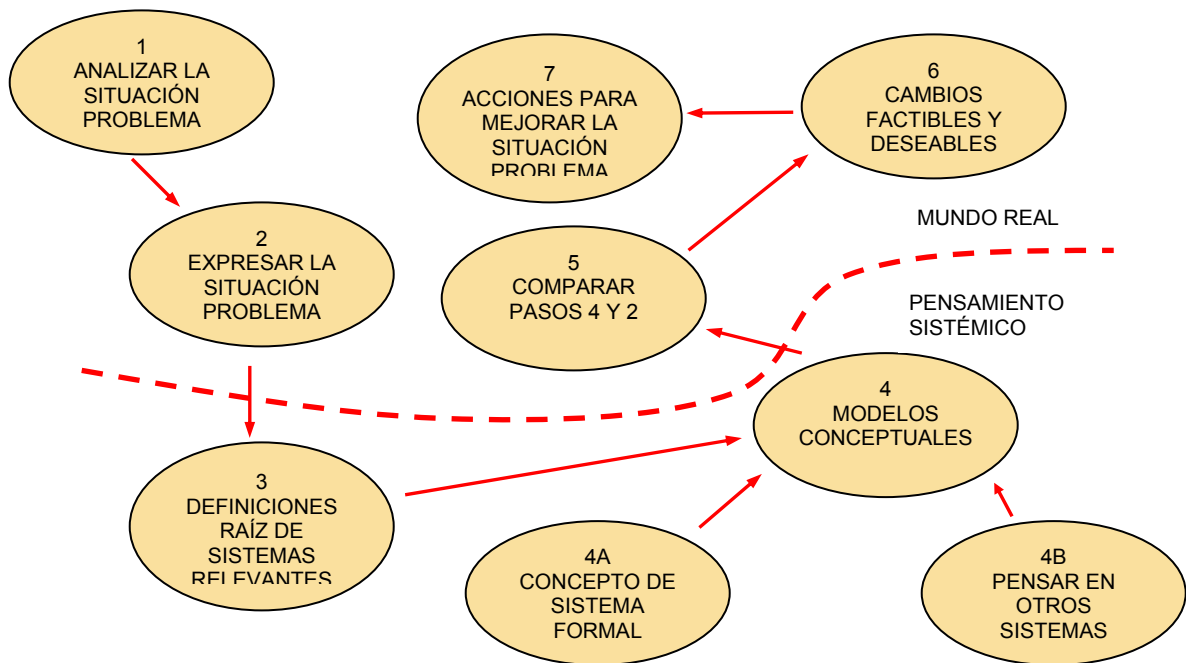 1
ANALIZAR LA
SITUACIÓN
PROBLEMA
2
EXPRESAR LA
SITUACIÓN
PROBLEMA
3
DEFINICIONES
RAÍZ DE
SISTEMAS
RELEVANTES
4
MODELOS
CONCEPTUALES
4A
CONCEPTO DE
SISTEMA
FORMAL
4B
PENSAR EN
OTROS
SISTEMAS
5
COMPARAR
PASOS 4 Y 2
6
CAMBIOS
FACTIBLES Y
DESEABLES
7
ACCIONES PARA
MEJORAR LA
SITUACIÓN
PROBLEMA
MUNDO REAL
PENSAMIENTO
SISTÉMICO